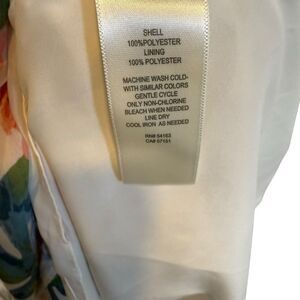 SHELL
100%POLYESTER
LINING
100% POLYESTER
MACHINE WASH COLD-
WITH SIMILAR COLORS
GENTLE CYCLE
ONLY NON-CHLORINE
BLEACH WHEN NEEDED
LINE DRY
COOL IRON AS NEEDED
RN# 54163
CA# 07151